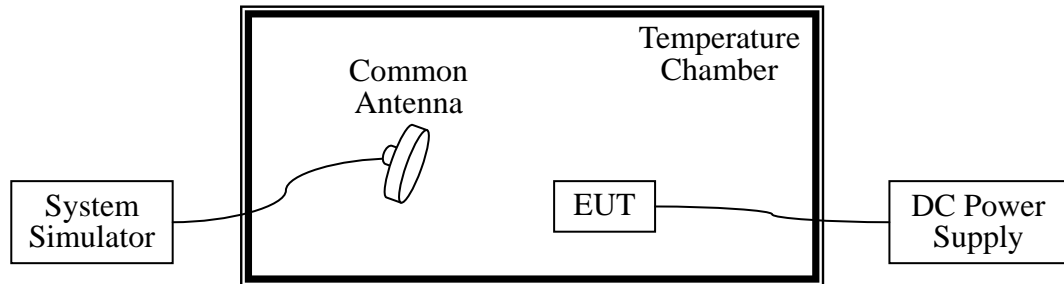 Temperature
Chamber
Common
Antenna
System
Simulator
EUT
DC Power
Supply